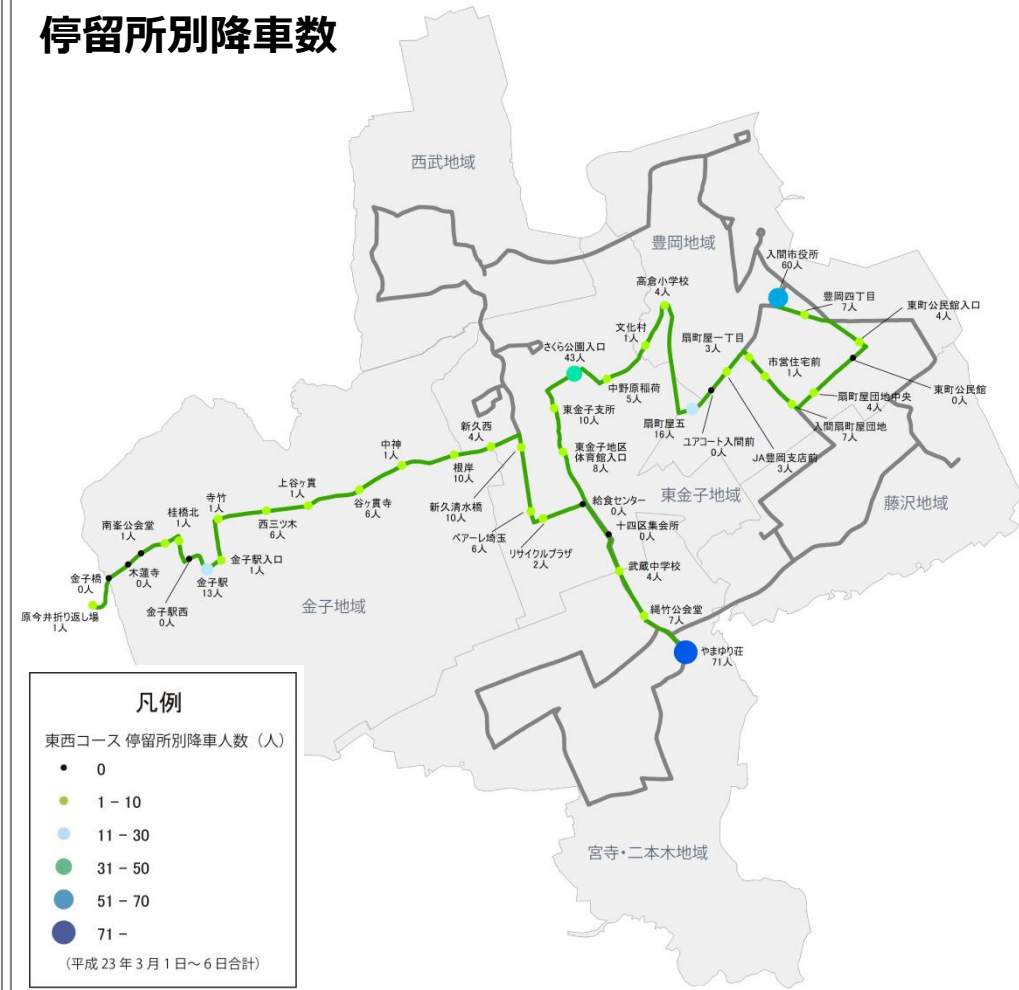 停留所別降車数
西武地域
豊岡地域
入間市役所
60人
豊岡四丁目
7人
東町公民館入口
4人
高倉小学校
4人
文化村
1人
扇町屋一丁目
3人
さくら公園入口
43人
市営住宅前
1人
東町公民館
0人
中野原稲荷
5人
扇町屋団地中央
4人
東金子支所
10人
扇町屋五
16人
ユアコート入間前
0人
入間扇町屋団地
7人
JA豊岡支店前
3人
新久西
4人
東金子地区
体育館入口
8人
中神
1人
根岸
10人
東金子地域
藤沢地域
上谷ヶ貫
1人
谷ヶ貫寺
6人
新久清水橋
10人
給食センター
0人
寺竹
1人
桂橋北
1人
西三ツ木
6人
ペアーレ埼玉
6人
リサイクルプラザ
2人
十四区集会所
0人
南峯公会堂
1人
金子駅入口
1人
武蔵中学校
4人
木蓮寺
0人
金子橋
0人
金子駅
13人
金子駅西
0人
金子地域
縄竹公会堂
7人
原今井折り返し場
1人
やまゆり荘
71人
宮寺・二本木地域
凡例
東西コース 停留所別降車人数（人）
0
1 – 10
11 – 30
31 – 50
51 – 70
71 –
（平成 23 年 3 月 1 日～ 6 日合計）